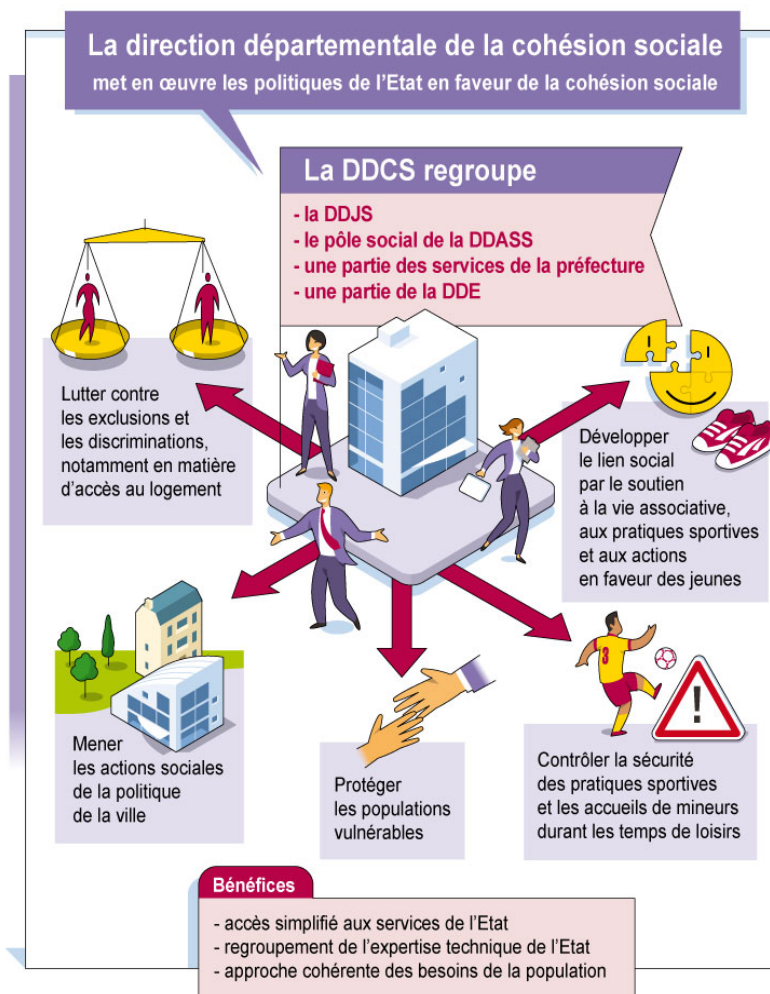 La direction départementale de la cohésion sociale
met en œuvre les politiques de l'Etat en faveur de la cohésion sociale
La DDCS regroupe
- la DDJS
- le pôle social de la DDASS
- une partie des services de la préfecture
- une partie de la DDE
Lutter contre
les exclusions et
les discriminations,
notamment en matière
d'accès au logement
Développer
le lien social
par le soutien
à la vie associative,
aux pratiques sportives
et aux actions
en faveur des jeunes
Mener
les actions sociales
de la politique
de la ville
Protéger
les populations
vulnérables
3
!
Contrôler la sécurité
des pratiques sportives
et les accueils de mineurs
durant les temps de loisirs
Bénéfices
- accès simplifié aux services de l'Etat
- regroupement de l'expertise technique de l'Etat
- approche cohérente des besoins de la population